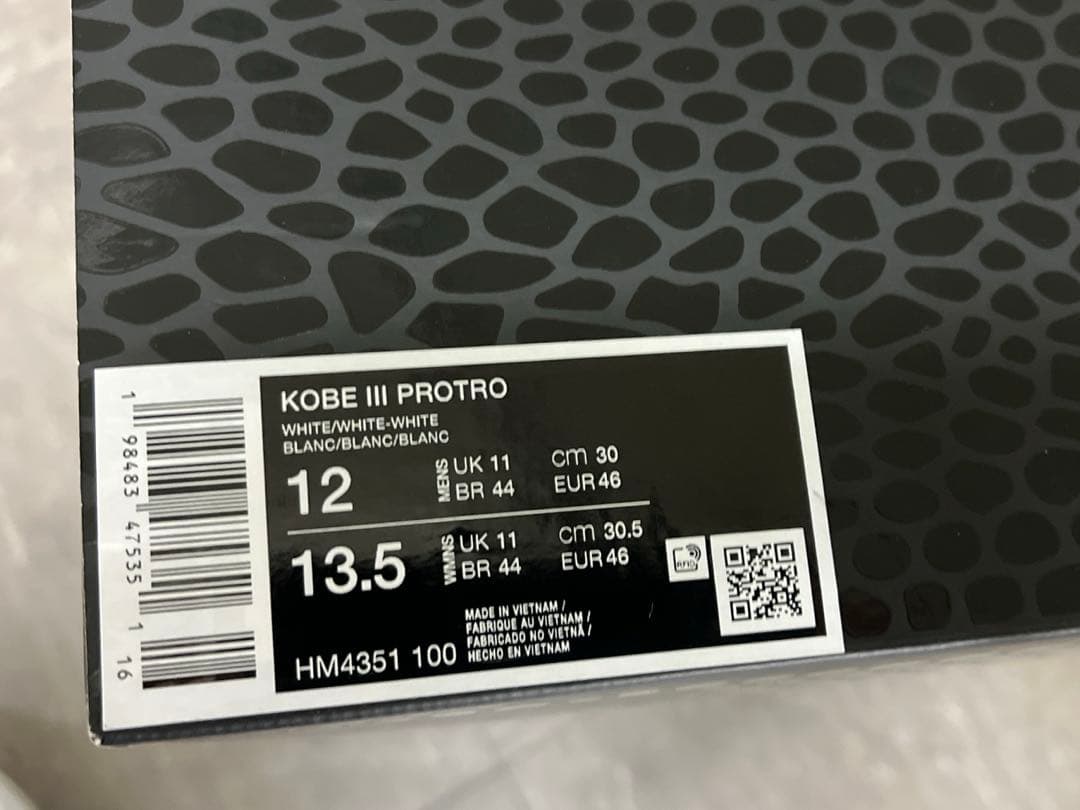 KOBE III PROTRO
WHITE/WHITE-WHITE
BLANC/BLANC/BLANC
12 MENS UK 11 cm 30
BR 44 EUR 46
13.5 WMNS UK 11 cm 30.5
BR 44 EUR 46
RFID
MADE IN VIETNAM /
FABRIQUE AU VIETNAM /
FABRICADO NO VIETNÃ /
HECHO EN VIETNAM
HM4351 100
1 98483 47535 1 16